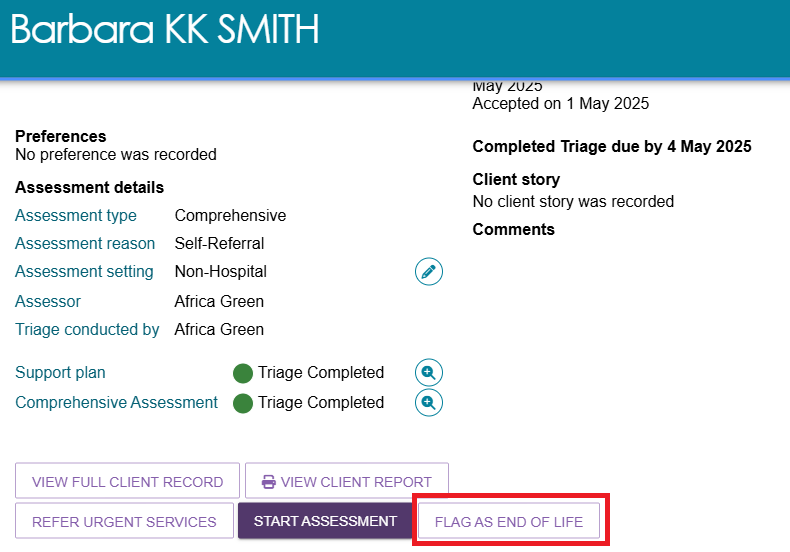 Barbara KK SMITH
May 2025
Accepted on 1 May 2025
Preferences
No preference was recorded
Completed Triage due by 4 May 2025
Assessment details
Client story
No client story was recorded
Assessment type Comprehensive
Comments
Assessment reason Self-Referral
Assessment setting Non-Hospital
Assessor Africa Green
Triage conducted by Africa Green
Support plan Triage Completed
Comprehensive Assessment Triage Completed
VIEW FULL CLIENT RECORD VIEW CLIENT REPORT
REFER URGENT SERVICES START ASSESSMENT FLAG AS END OF LIFE